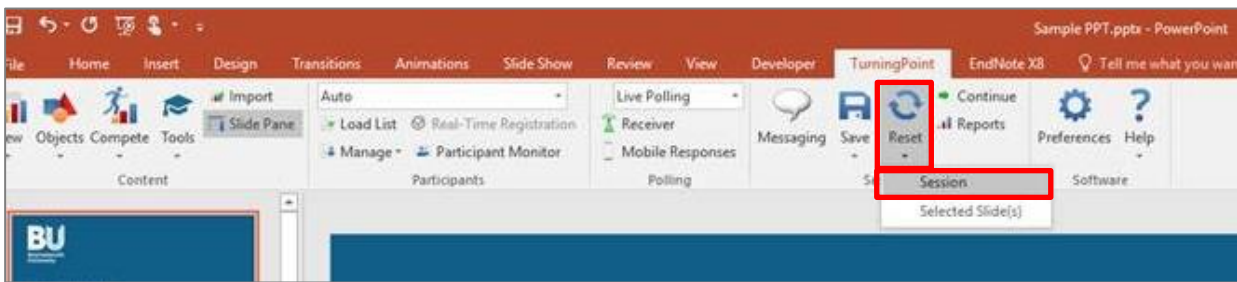 Sample PPT.pptx - PowerPoint
File Home Insert Design Transitions Animations Slide Show Review View Developer TurningPoint EndNote X8 Tell me what you wan
Import Auto Live Polling Continue
Objects Compete Tools Slide Pane Load List Real-Time Registration Receiver Messaging Save Reset Reports Preferences Help
Manage Participant Monitor Mobile Responses
Content Participants Polling Software
Session
Selected Slide(s)
BU